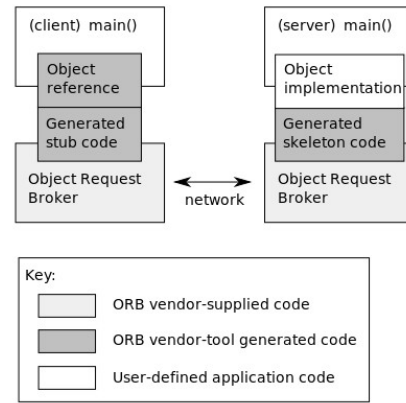 (client) main()
Object
reference
Generated
stub code
Object Request
Broker
network
(server) main()
Object
implementation
Generated
skeleton code
Object Request
Broker
Key:
ORB vendor-supplied code
ORB vendor-tool generated code
User-defined application code